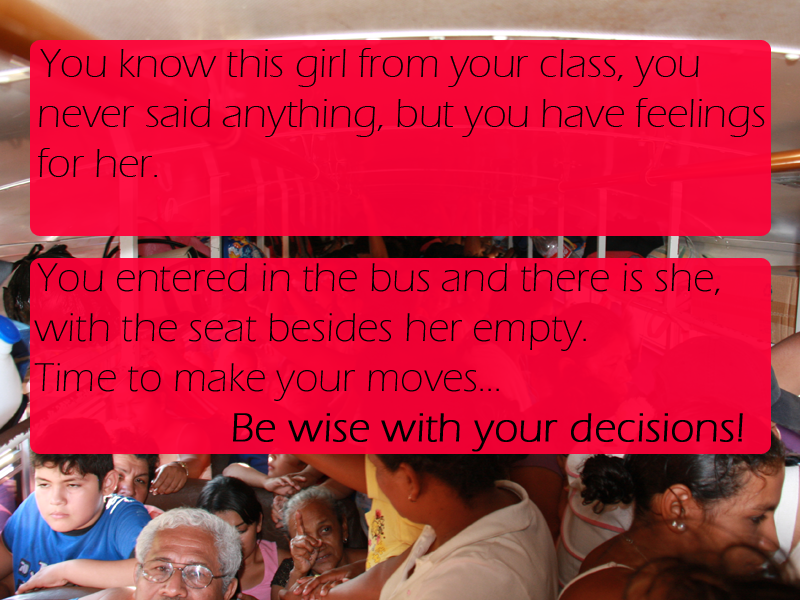 You know this girl from your class, you
never said anything, but you have feelings
for her.
You entered in the bus and there is she,
with the seat besides her empty.
Time to make your moves...
Be wise with your decisions!